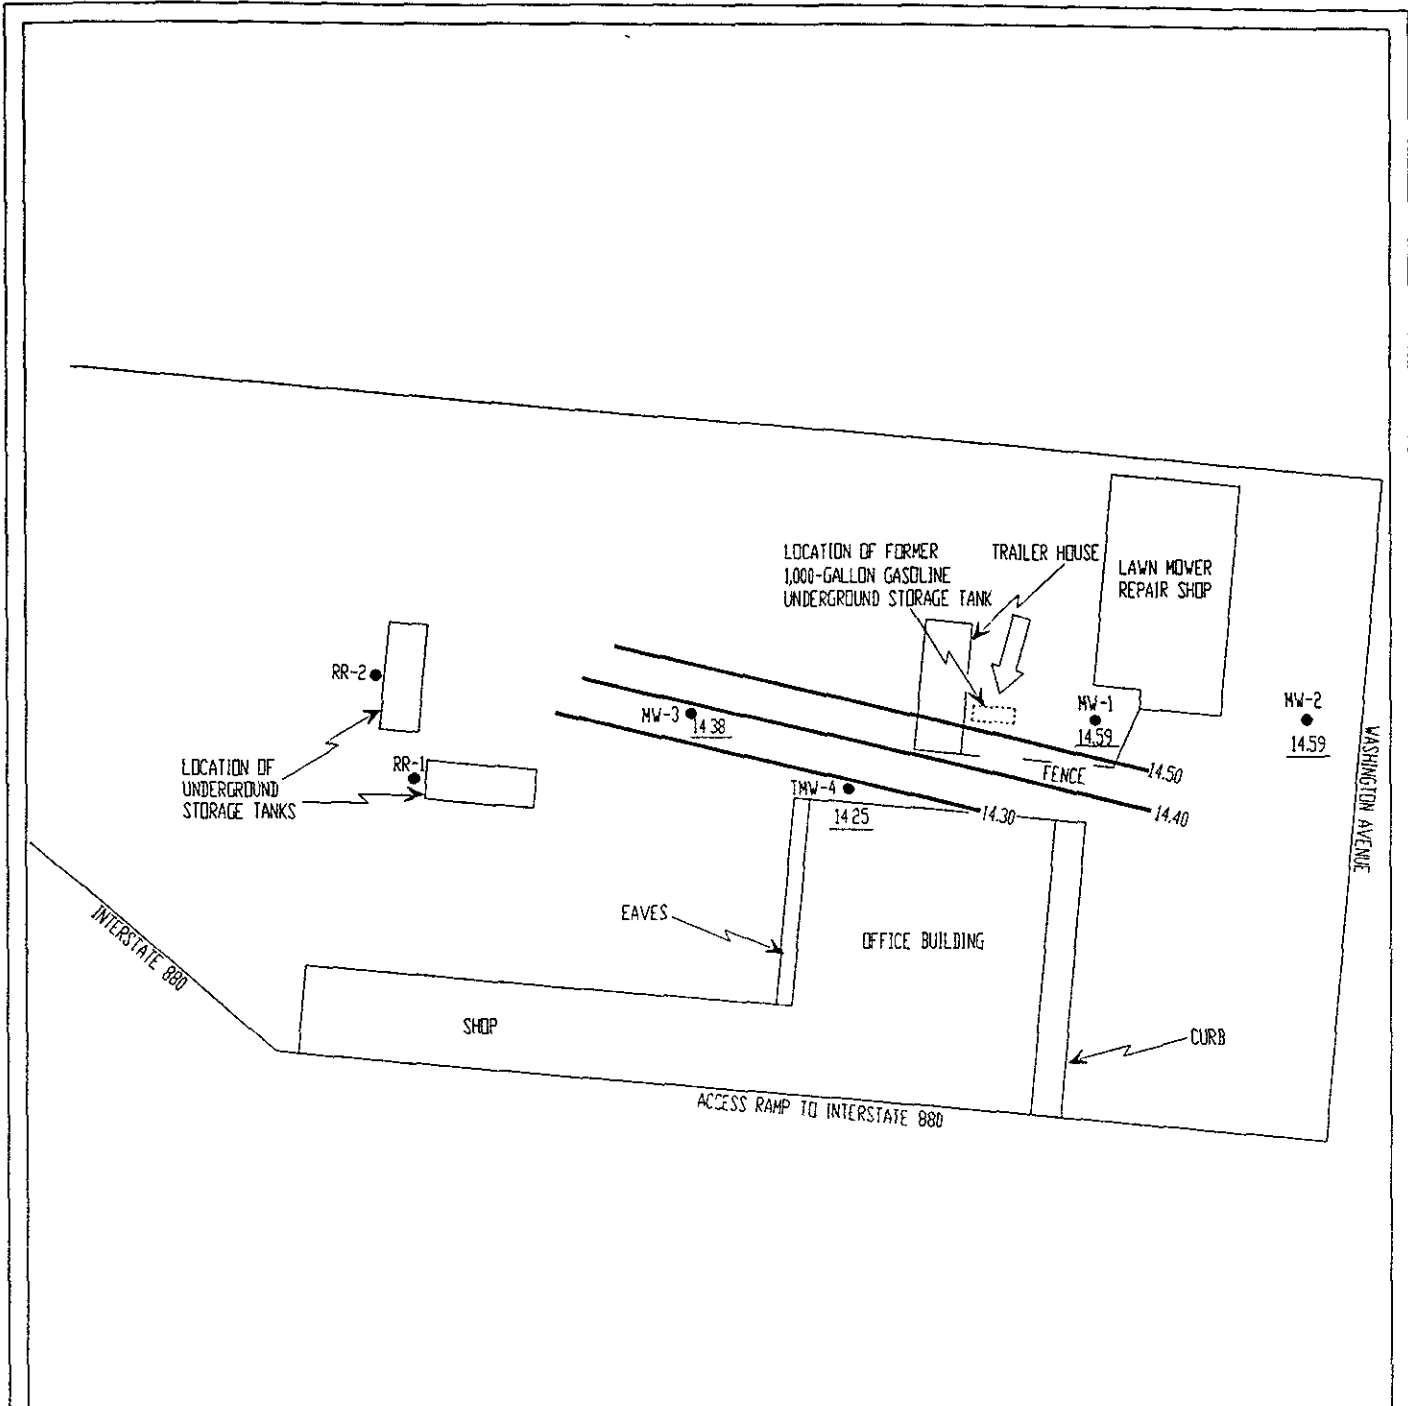 LOCATION OF FORMER
1,000-GALLON GASOLINE
UNDERGROUND STORAGE TANK
TRAILER HOUSE
LAWN MOWER
REPAIR SHOP
RR-2
MW-3
14.38
MW-1
14.59
MW-2
14.59
WASHINGTON AVENUE
LOCATION OF
UNDERGROUND
STORAGE TANKS
RR-1
FENCE
14.50
TMW-4
14.25
14.30
14.40
INTERSTATE 880
EAVES
OFFICE BUILDING
SHOP
CURB
ACCESS RAMP TO INTERSTATE 880